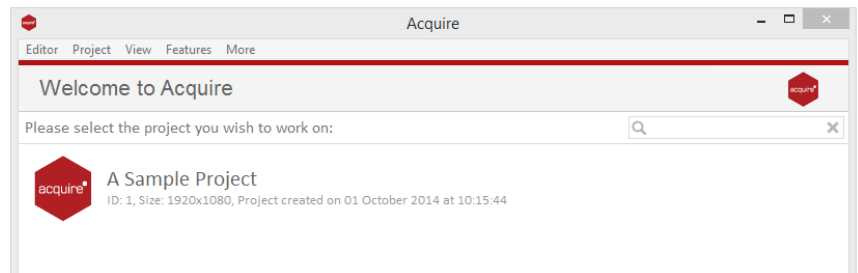 Acquire
Editor Project View Features More
Welcome to Acquire
acquire
Please select the project you wish to work on:
acquire
A Sample Project
ID: 1, Size: 1920x1080, Project created on 01 October 2014 at 10:15:44